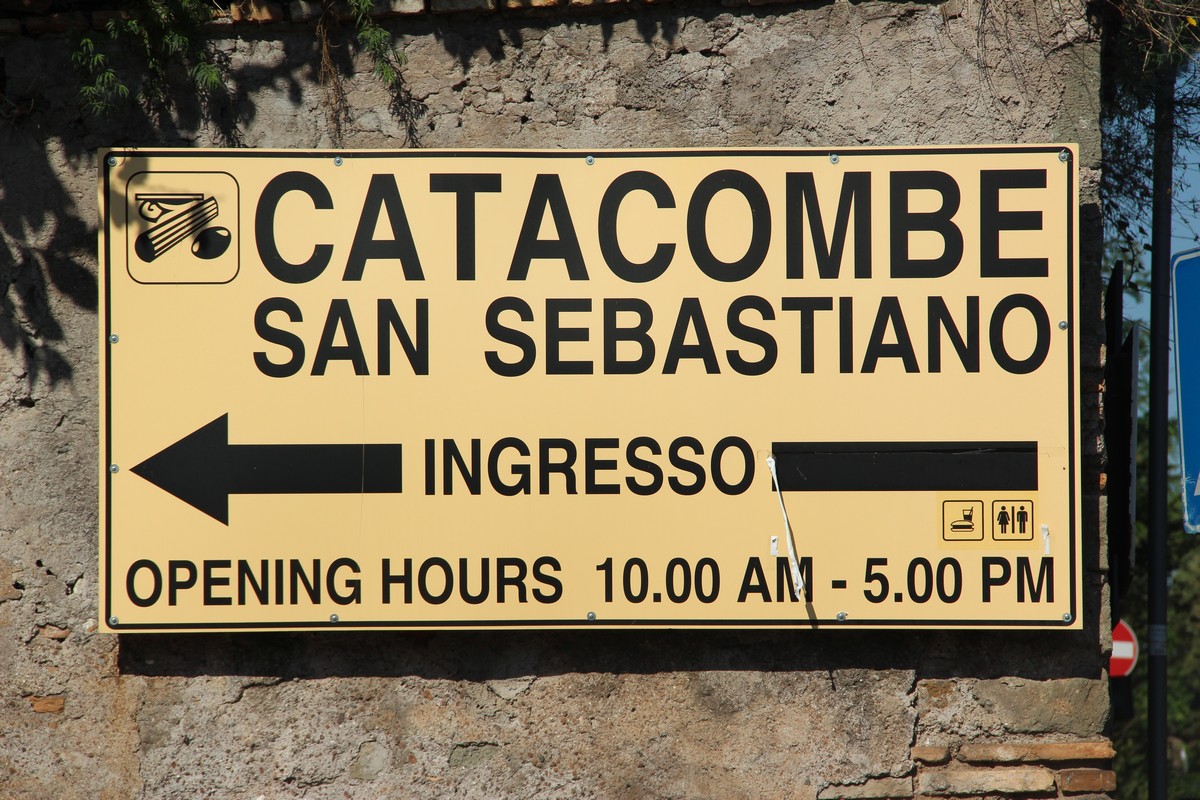 CATACOMBE
SAN SEBASTIANO
INGRESSO
OPENING HOURS 10.00 AM - 5.00 PM